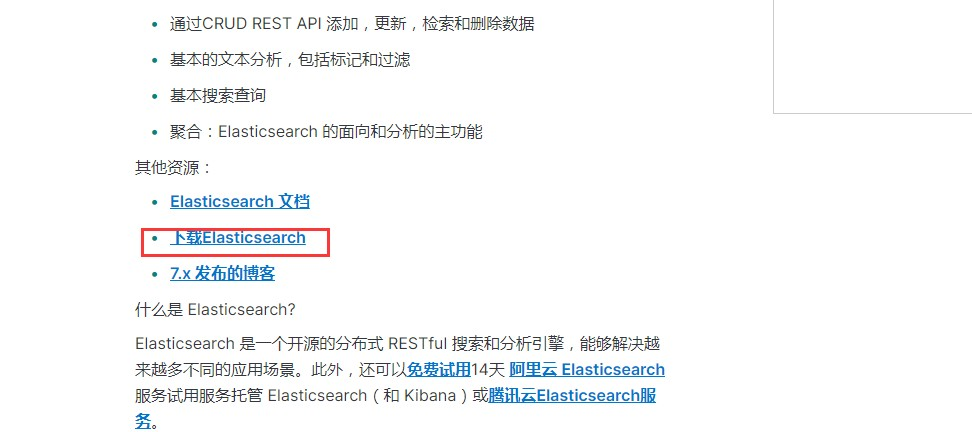 通过CRUD REST API 添加，更新，检索和删除数据
基本的文本分析，包括标记和过滤
基本搜索查询
聚合：Elasticsearch 的面向和分析的主功能
其他资源：
Elasticsearch 文档
下载Elasticsearch
7.x 发布的博客
什么是 Elasticsearch?
Elasticsearch 是一个开源的分布式 RESTful 搜索和分析引擎，能够解决越
来越多不同的应用场景。此外，还可以免费试用14天 阿里云 Elasticsearch
服务试用服务托管 Elasticsearch（和 Kibana）或腾讯云Elasticsearch服
务。